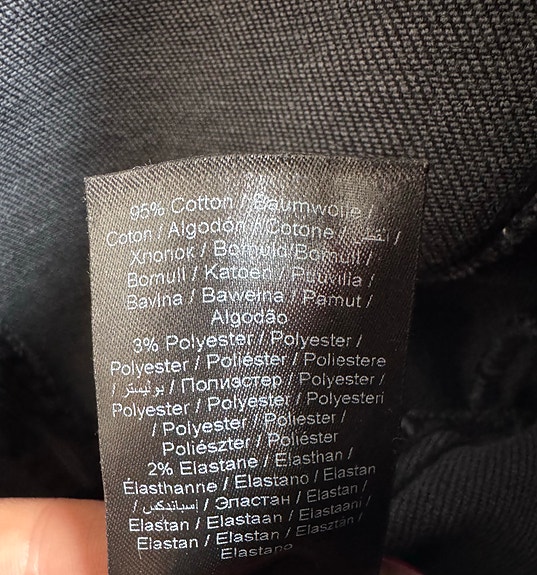 95% Cotton / Baumwolle /
Coton / Algodón / Cotone / قطن /
Хлопок / Bomuld/Bomull /
Bomull / Katoen / Puuvilla /
Bavlna / Bawełna / Pamut /
Algodão
3% Polyester / Polyester /
Polyester / Poliester / Poliestere
/ بوليستر / Полиэстер / Polyester /
Polyester / Polyester / Polyesteri
/ Polyester / Poliester /
Poliészter / Poliéster
2% Elastane / Elasthan /
Élasthanne / Elastano / Elastan
/ إسباندكس / Эластан / Elastan /
Elastan / Elastaan / Elastaani /
Elastan / Elastan / Elasztán /
Elastano